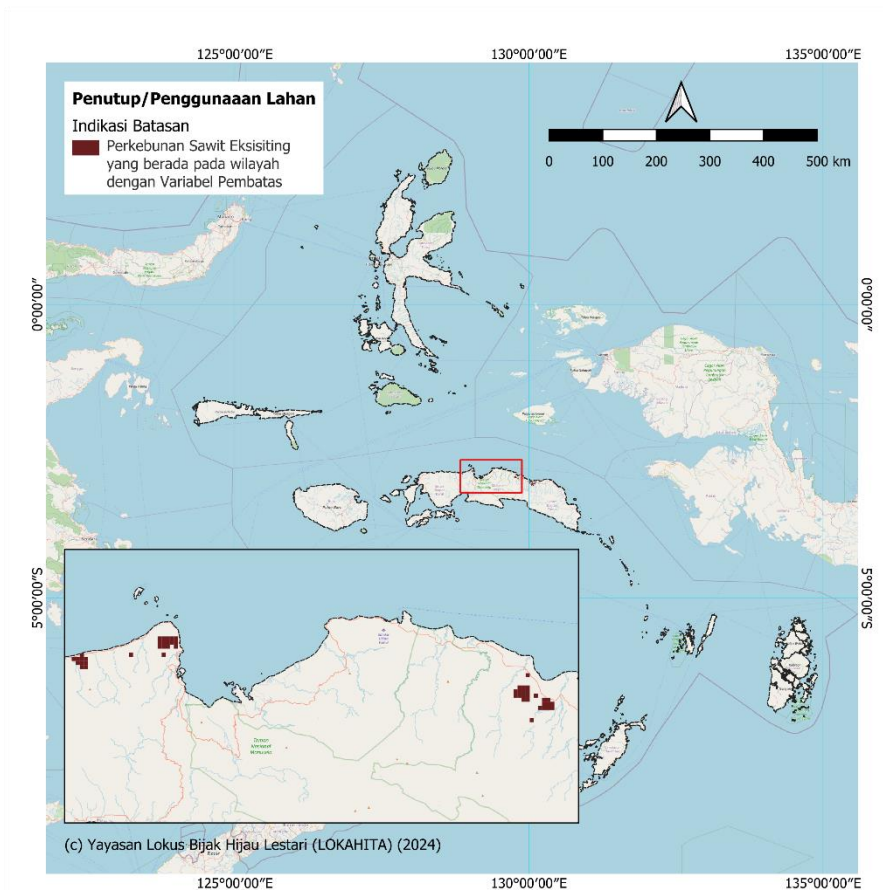 125°00'00"E
130°00'00"E
135°00'00"E
Penutup/Penggunaaan Lahan
Indikasi Batasan
Perkebunan Sawit Eksisiting
yang berada pada wilayah
dengan Variabel Pembatas
0 100 200 300 400 500 km
0°00'00"
0°00'00"
5°00'00"S
5°00'00"S
Taman
Nasional
Manusela
(c) Yayasan Lokus Bijak Hijau Lestari (LOKAHITA) (2024)
125°00'00"E
130°00'00"E
135°00'00"E